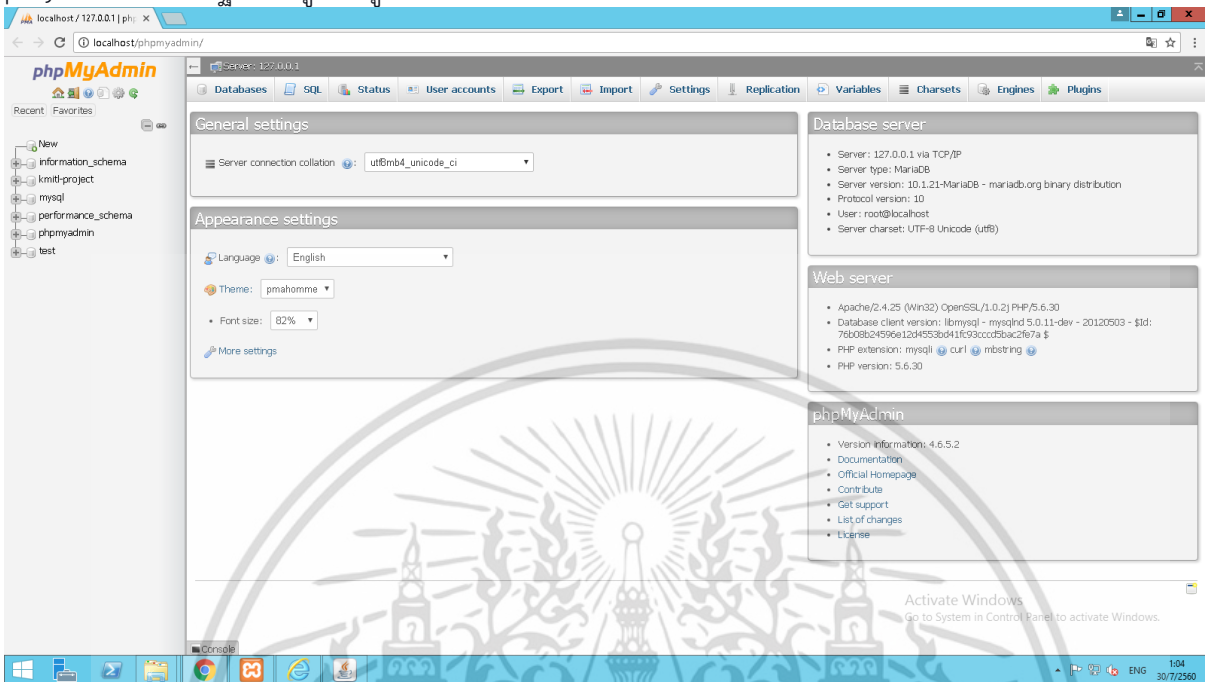 localhost / 127.0.0.1 | php
localhost/phpmyadmin/
phpMyAdmin
Recent Favorites
New
information_schema
kmitl-project
mysql
performance_schema
phpmyadmin
test
Server: 127.0.0.1
Databases SQL Status User accounts Export Import Settings Replication Variables Charsets Engines Plugins
General settings
Server connection collation : utf8mb4_unicode_ci
Appearance settings
Language : English
Theme: pmahomme
• Font size: 82%
More settings
Database server
• Server: 127.0.0.1 via TCP/IP
• Server type: MariaDB
• Server version: 10.1.21-MariaDB - mariadb.org binary distribution
• Protocol version: 10
• User: root@localhost
• Server charset: UTF-8 Unicode (utf8)
Web server
• Apache/2.4.25 (Win32) OpenSSL/1.0.2j PHP/5.6.30
• Database client version: libmysql - mysqlnd 5.0.11-dev - 20120503 - $Id:
76b08b24596e12d4553bd41fc93cccd5bac2fe7a $
• PHP extension: mysqli curl mbstring
• PHP version: 5.6.30
phpMyAdmin
• Version information: 4.6.5.2
• Documentation
• Official Homepage
• Contribute
• Get support
• List of changes
• License
Activate Windows
Go to System in Control Panel to activate Windows.
Console
ENG
1:04
30/7/2560